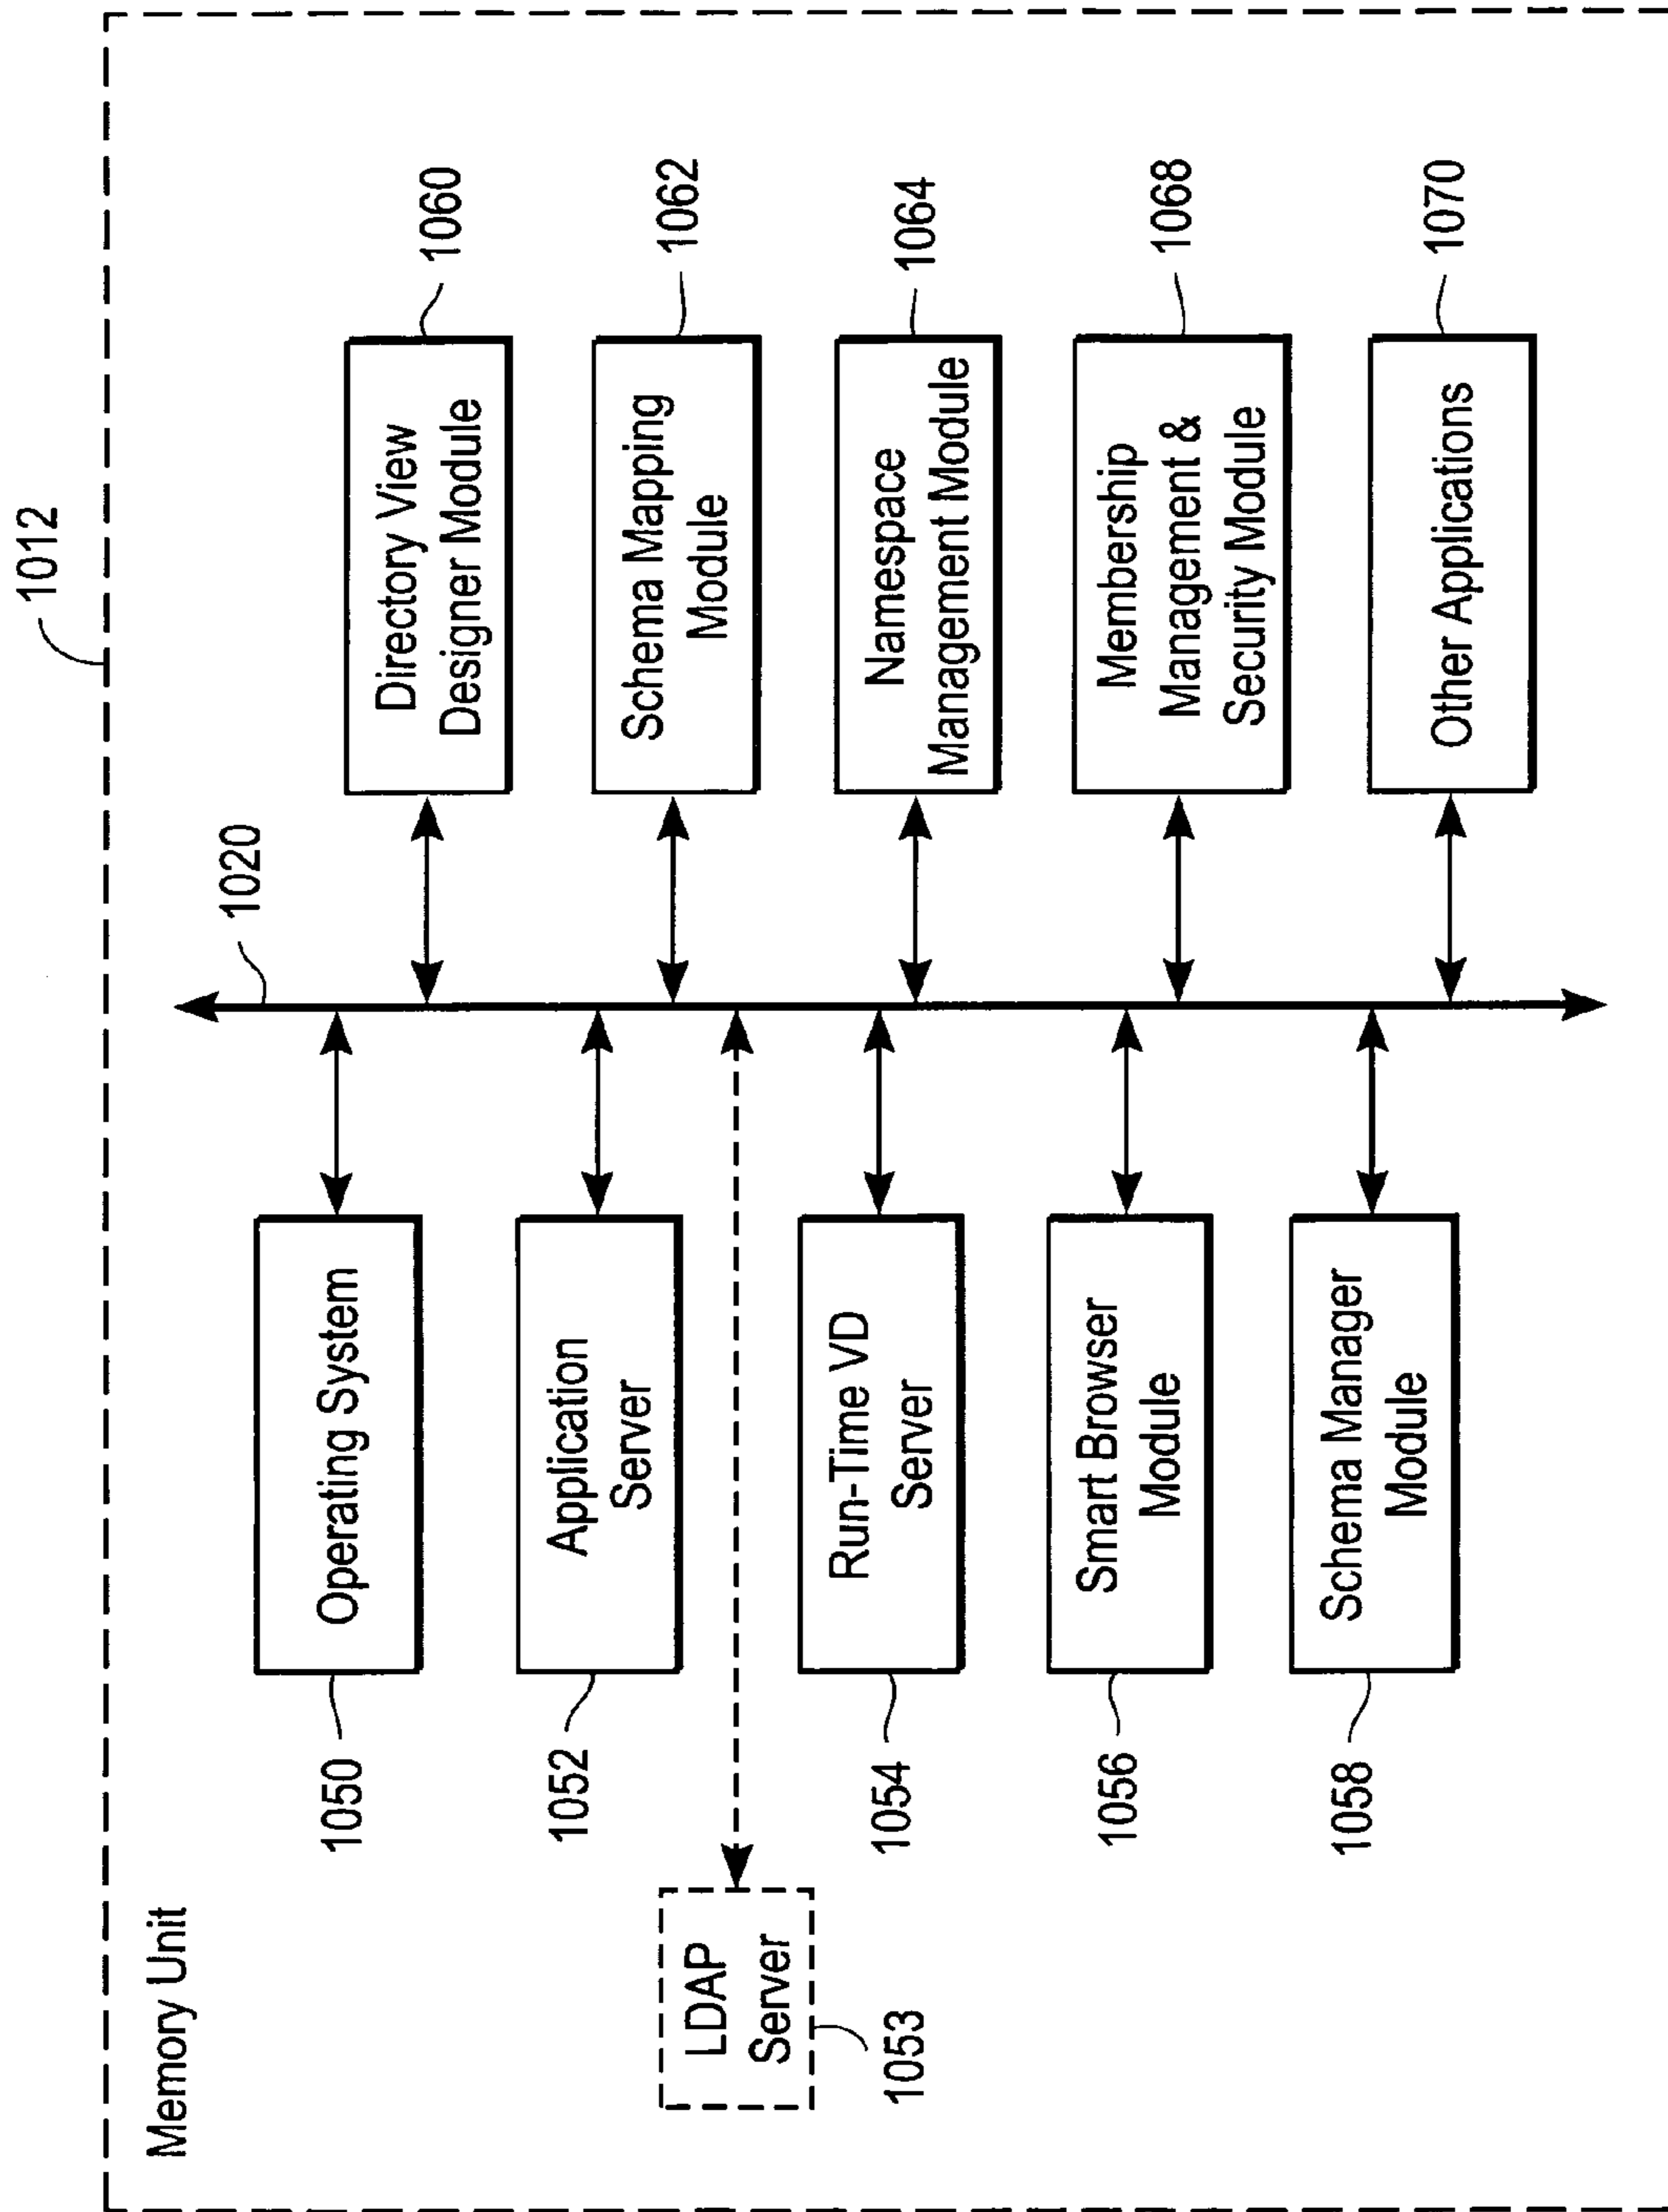 1012
Memory Unit
1020
1050
Operating System
1052
Application
Server
LDAP
Server
1053
1054
Run-Time VD
Server
1056
Smart Browser
Module
1058
Schema Manager
Module
Directory View
Designer Module
1060
Schema Mapping
Module
1062
Namespace
Management Module
1064
Membership
Management &
Security Module
1068
Other Applications
1070